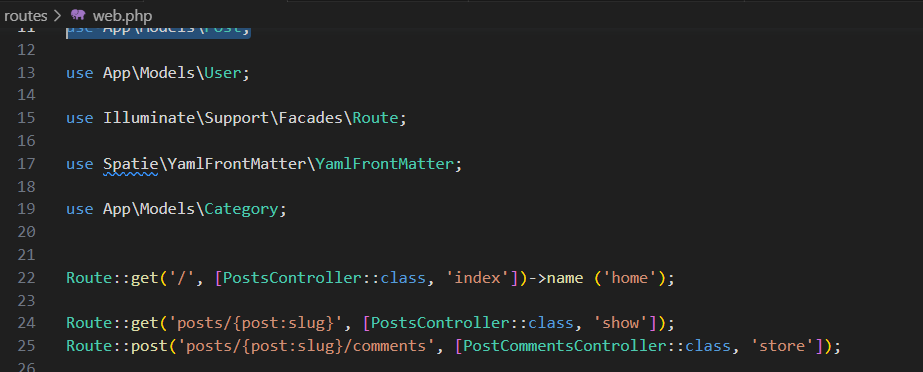 routes > web.php
11 use App\Models\Post;
12
13 use App\Models\User;
14
15 use Illuminate\Support\Facades\Route;
16
17 use Spatie\YamlFrontMatter\YamlFrontMatter;
18
19 use App\Models\Category;
20
21
22 Route::get('/', [PostsController::class, 'index'])->name ('home');
23
24 Route::get('posts/{post:slug}', [PostsController::class, 'show']);
25 Route::post('posts/{post:slug}/comments', [PostCommentsController::class, 'store']);
26